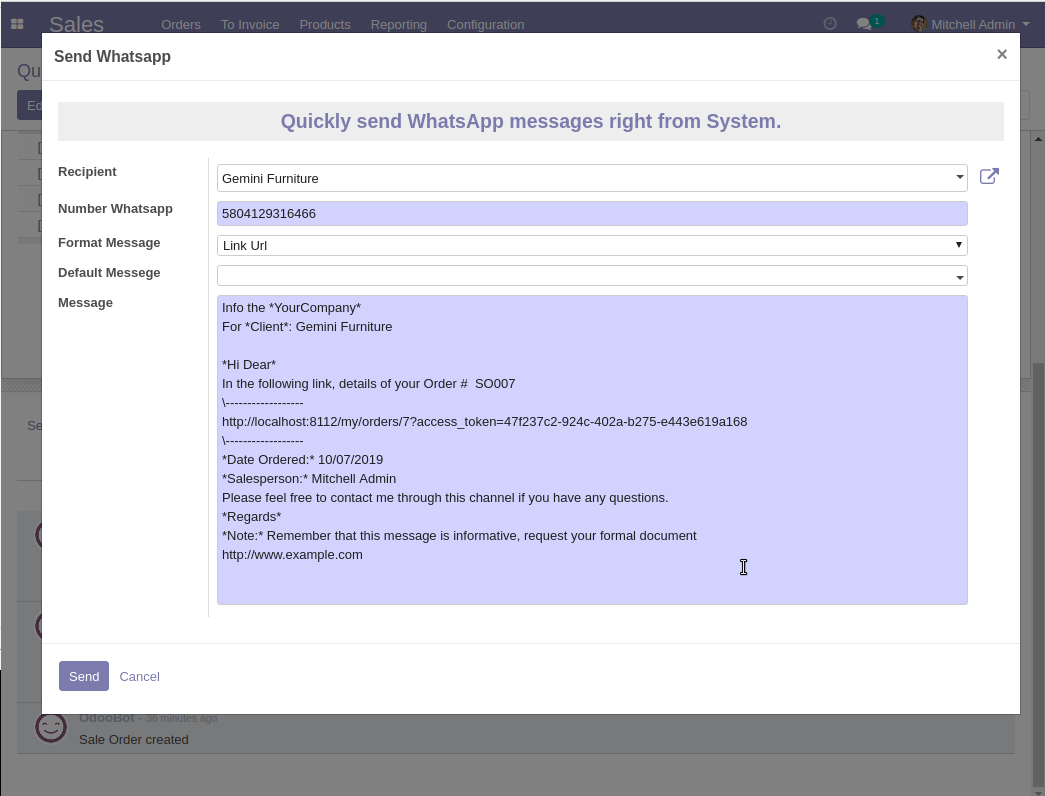 Sales
Orders
To Invoice
Products
Reporting
Configuration
1
Mitchell Admin
Send Whatsapp
×
Qu
Ed
Quickly send WhatsApp messages right from System.
Recipient
Gemini Furniture
Number Whatsapp
5804129316466
Format Message
Link Url
Default Messege
Message
Info the *YourCompany*
For *Client*: Gemini Furniture
*Hi Dear*
In the following link, details of your Order #  SO007
\------------------
http://localhost:8112/my/orders/7?access_token=47f237c2-924c-402a-b275-e443e619a168
\------------------
*Date Ordered:* 10/07/2019
*Salesperson:* Mitchell Admin
Please feel free to contact me through this channel if you have any questions.
*Regards*
*Note:* Remember that this message is informative, request your formal document
http://www.example.com
Se
Send
Cancel
OdooBot - 36 minutes ago
Sale Order created